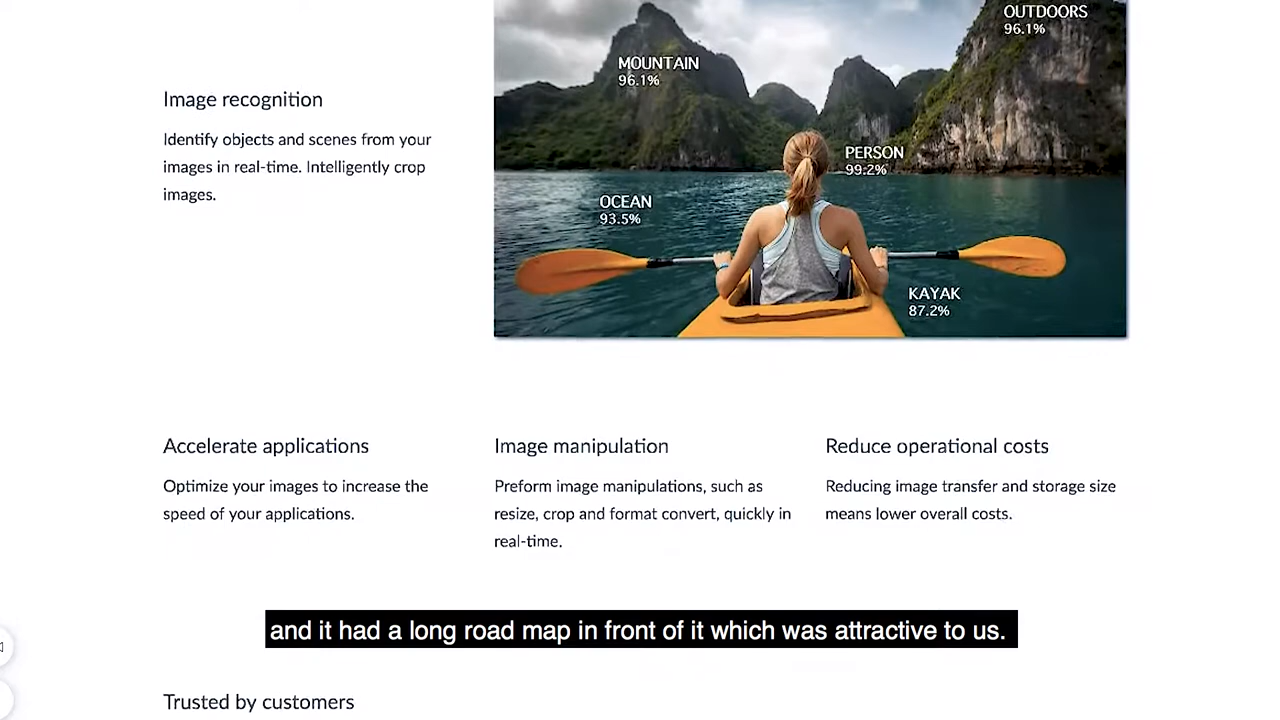 OUTDOORS
96.1%
MOUNTAIN
96.1%
Image recognition
Identify objects and scenes from your
images in real-time. Intelligently crop
images.
PERSON
99.2%
OCEAN
93.5%
KAYAK
87.2%
Accelerate applications
Optimize your images to increase the
speed of your applications.
Image manipulation
Preform image manipulations, such as
resize, crop and format convert, quickly in
real-time.
Reduce operational costs
Reducing image transfer and storage size
means lower overall costs.
and it had a long road map in front of it which was attractive to us.
Trusted by customers